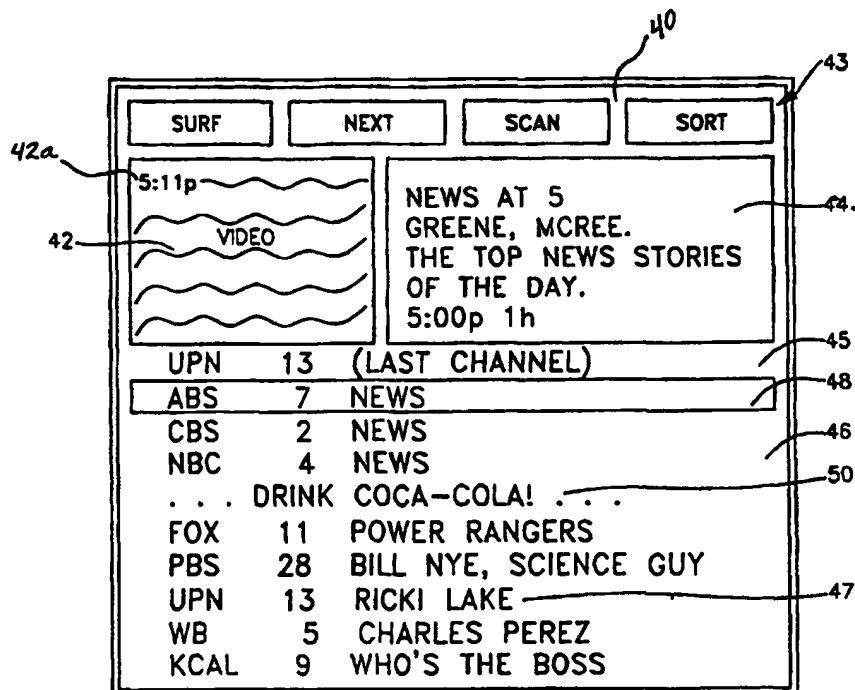 40
43
SURF NEXT SCAN SORT
42a
5:11p
42 VIDEO
NEWS AT 5
GREENE, MCREE.
THE TOP NEWS STORIES
OF THE DAY.
5:00p 1h
44.
UPN 13 (LAST CHANNEL) 45
ABS 7 NEWS 48
CBS 2 NEWS
NBC 4 NEWS 46
. . . DRINK COCA-COLA! . . . 50
FOX 11 POWER RANGERS
PBS 28 BILL NYE, SCIENCE GUY
UPN 13 RICKI LAKE 47
WB 5 CHARLES PEREZ
KCAL 9 WHO'S THE BOSS